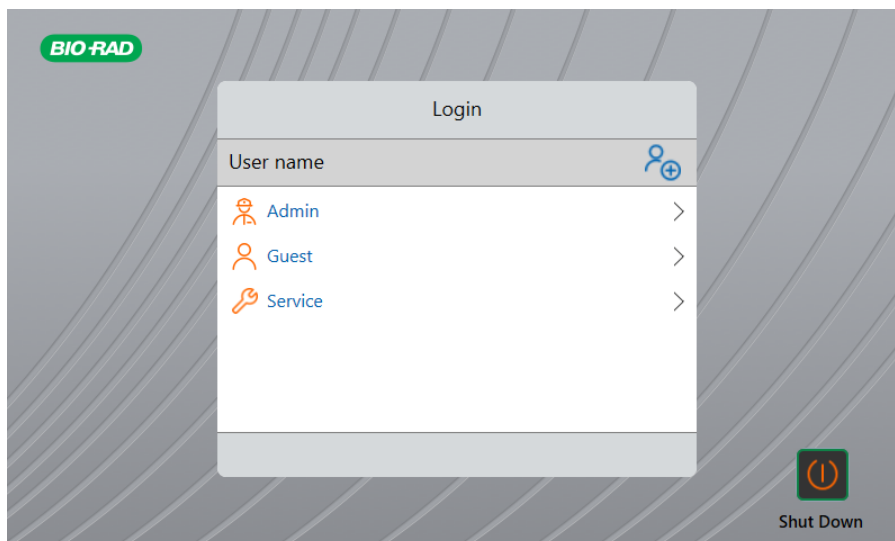 BIO-RAD
Login
User name
Admin
Guest
Service
Shut Down